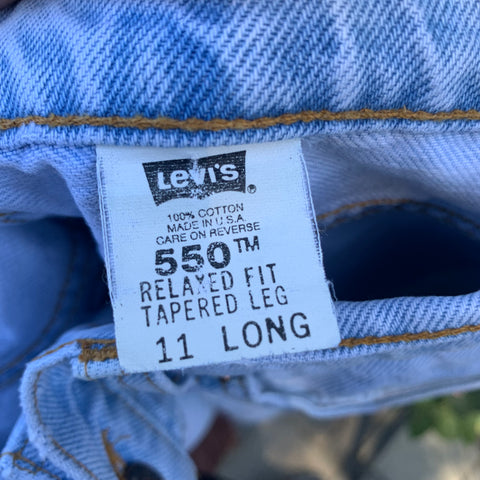 Levi's ®
100% COTTON
MADE IN U.S.A.
CARE ON REVERSE
550™
RELAXED FIT
TAPERED LEG
11 LONG